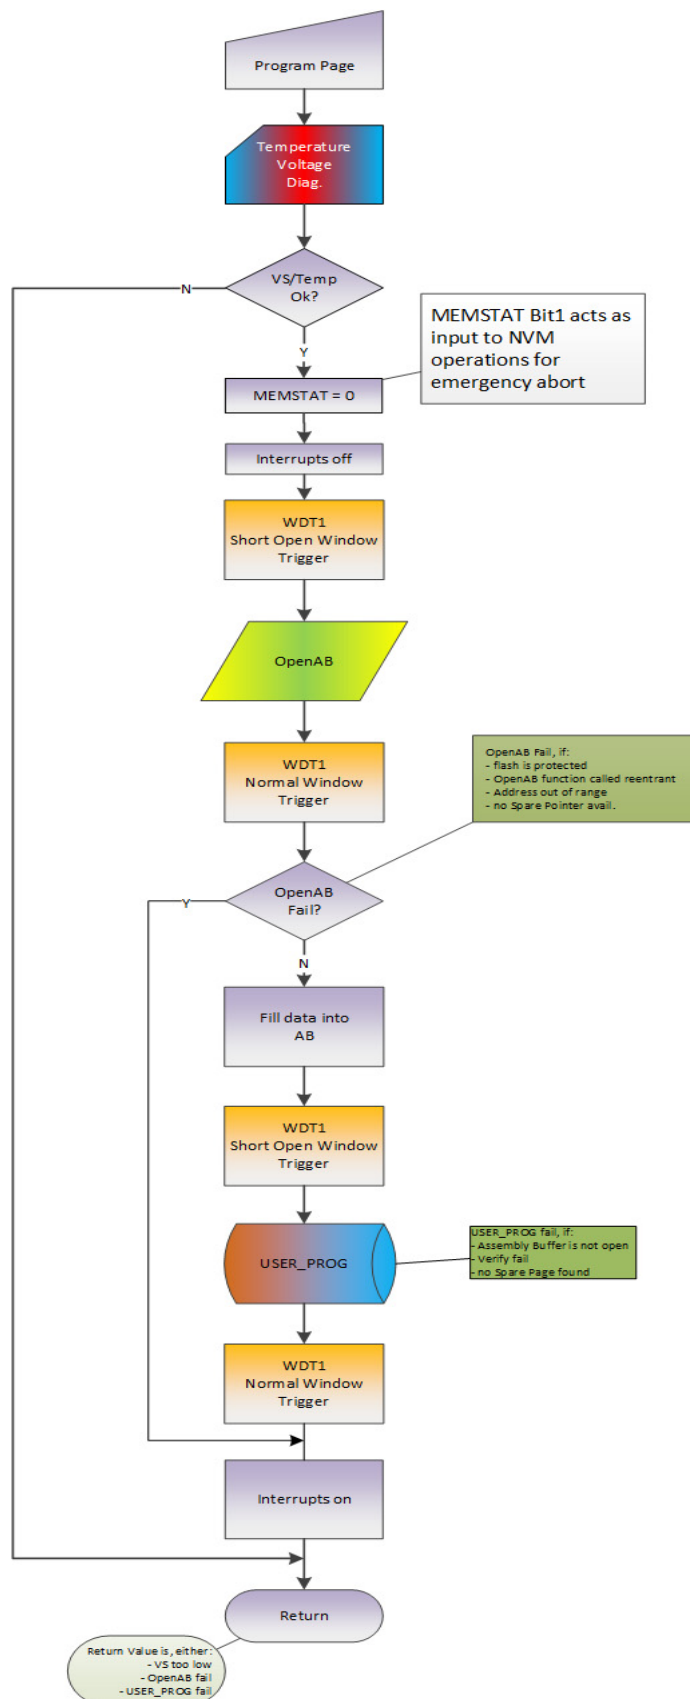 Program Page
Temperature
Voltage
Diag.
VS/Temp
Ok?
N
Y
MEMSTAT Bit1 acts as
input to NVM
operations for
emergency abort
MEMSTAT = 0
Interrupts off
WDT1
Short Open Window
Trigger
OpenAB
WDT1
Normal Window
Trigger
OpenAB Fail, if:
- flash is protected
- OpenAB function called reentrant
- Address out of range
- no Spare Pointer avail.
OpenAB
Fail?
Y
N
Fill data into
AB
WDT1
Short Open Window
Trigger
USER_PROG
USER_PROG fail, if:
- Assembly Buffer is not open
- Verify fail
- no Spare Page found
WDT1
Normal Window
Trigger
Interrupts on
Return
Return Value is, either:
- VS too low
- OpenAB fail
- USER_PROG fail